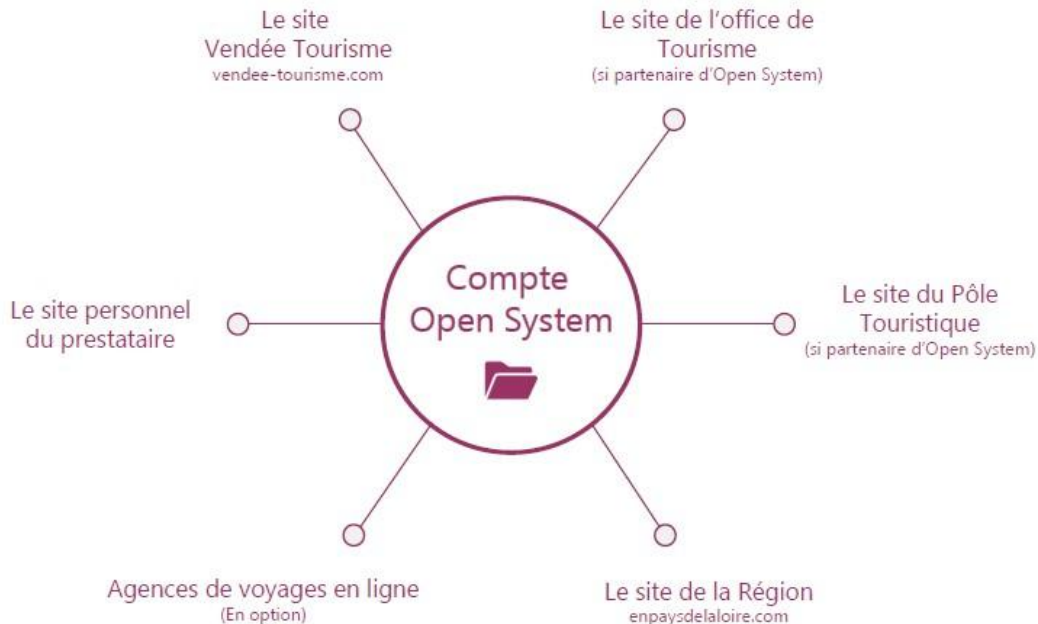 Le site
Vendée Tourisme
vendee-tourisme.com
Le site de l'office de
Tourisme
(si partenaire d'Open System)
Compte
Open System
Le site personnel
du prestataire
Le site du Pôle
Touristique
(si partenaire d'Open System)
Agences de voyages en ligne
(En option)
Le site de la Région
enpaysdelaloire.com